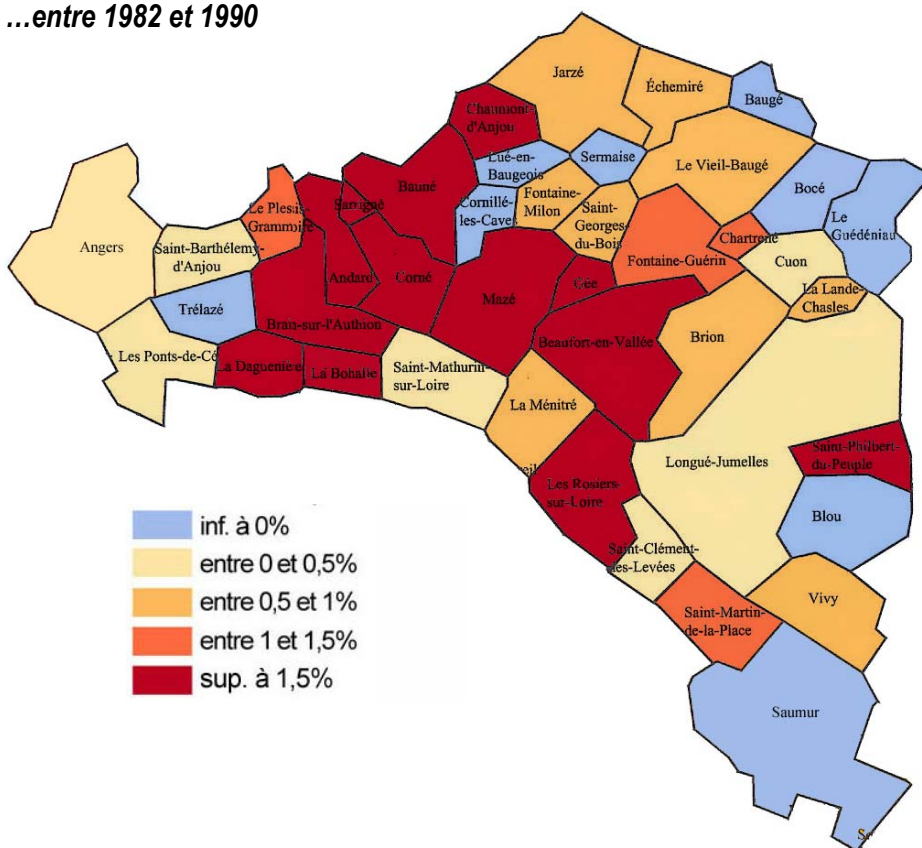 ...entre 1982 et 1990
Jarzé
Échemiré
Baugé
Chaumont-
d'Anjou
Lué-en-
Baugeois
Sermaise
Le Vieil-Baugé
Bauné
Bocé
Cornillé-
les-Caves
Fontaine-
Milon
Saint-
Georges-
du-Bois
Le
Guédéniau
Sarrigné
Le Plessis-
Grammoire
Angers
Saint-Barthélemy-
d'Anjou
Chartrené
Cuon
Fontaine-Guérin
Andard
Corné
Mazé
Gée
La Lande-
Chasles
Trélazé
Brain-sur-l'Authion
Beaufort-en-Vallée
Brion
Les Ponts-de-Cé
La Daguenière
La Bohalle
Saint-Mathurin-
sur-Loire
La Ménitré
Longué-Jumelles
Saint-Philbert-
du-Peuple
eil
Les Rosiers-
sur-Loire
Blou
Saint-Clément-
des-Levées
Vivy
Saint-Martin-
de-la-Place
Saumur
inf. à 0%
entre 0 et 0,5%
entre 0,5 et 1%
entre 1 et 1,5%
sup. à 1,5%